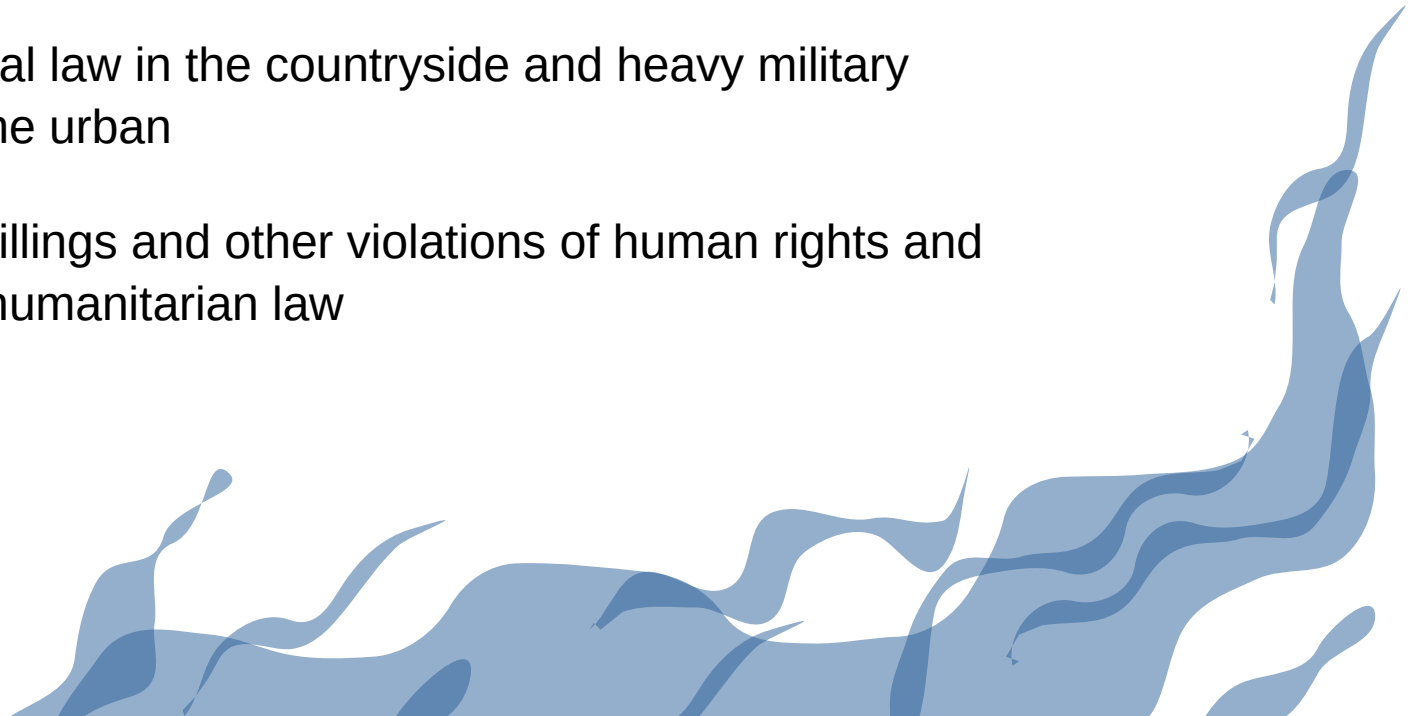 al law in the countryside and heavy military
ne urban
illings and other violations of human rights and
humanitarian law